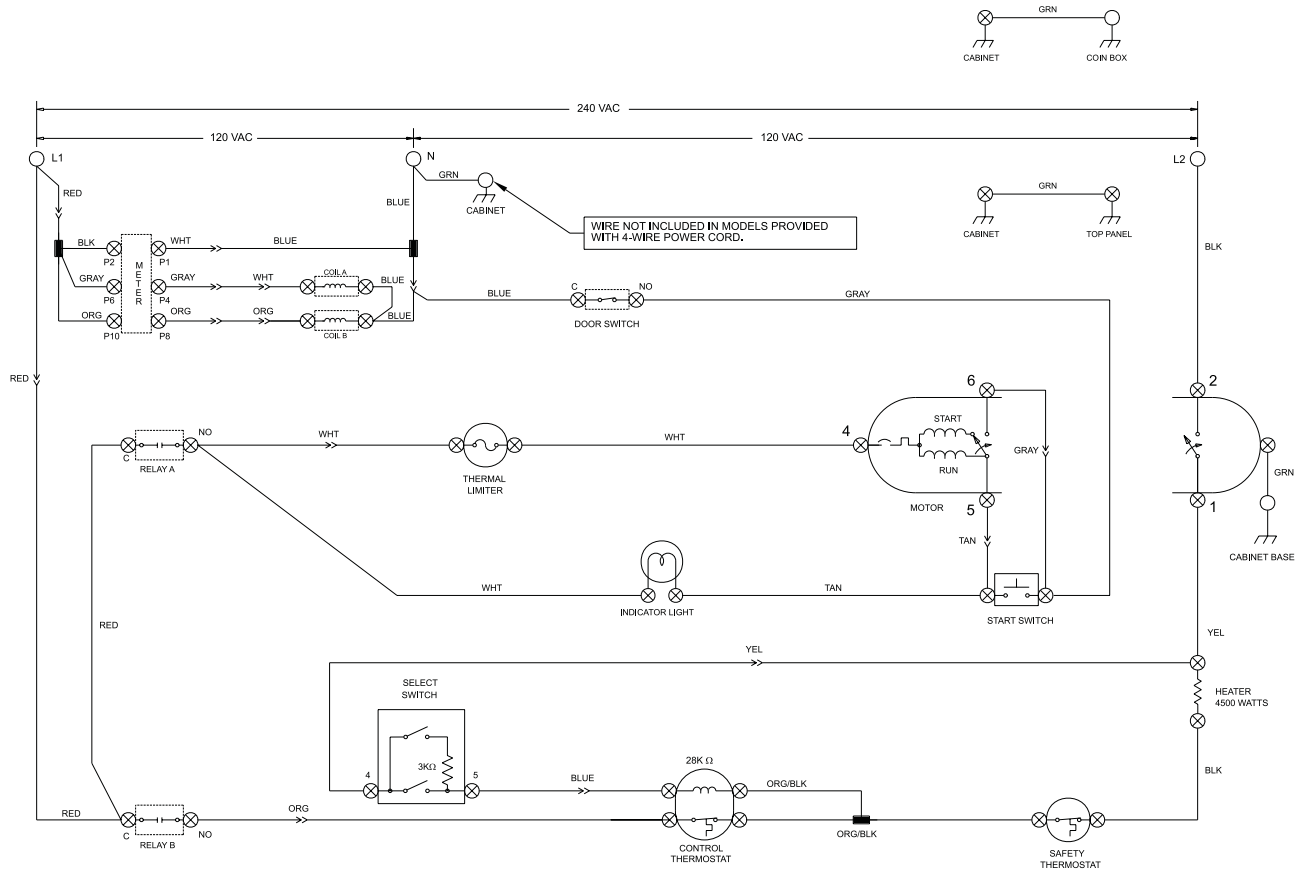 GRN
CABINET
COIN BOX
240 VAC
120 VAC
120 VAC
L1
N
L2
GRN
CABINET
RED
BLUE
WIRE NOT INCLUDED IN MODELS PROVIDED
WITH 4-WIRE POWER CORD.
GRN
CABINET
TOP PANEL
BLK
BLK
P2
METER
WHT
P1
BLUE
GRAY
P6
GRAY
P4
WHT
COIL A
BLUE
ORG
P10
ORG
P8
ORG
COIL B
BLUE
BLUE
C
NO
DOOR SWITCH
GRAY
RED
C
NO
RELAY A
WHT
THERMAL
LIMITER
WHT
4
6
START
RUN
MOTOR
5
GRAY
TAN
2
1
GRN
CABINET BASE
WHT
INDICATOR LIGHT
TAN
START SWITCH
RED
YEL
YEL
HEATER
4500 WATTS
SELECT
SWITCH
3KΩ
4
5
BLUE
28K Ω
ORG/BLK
BLK
RED
C
NO
RELAY B
ORG
CONTROL
THERMOSTAT
ORG/BLK
SAFETY
THERMOSTAT